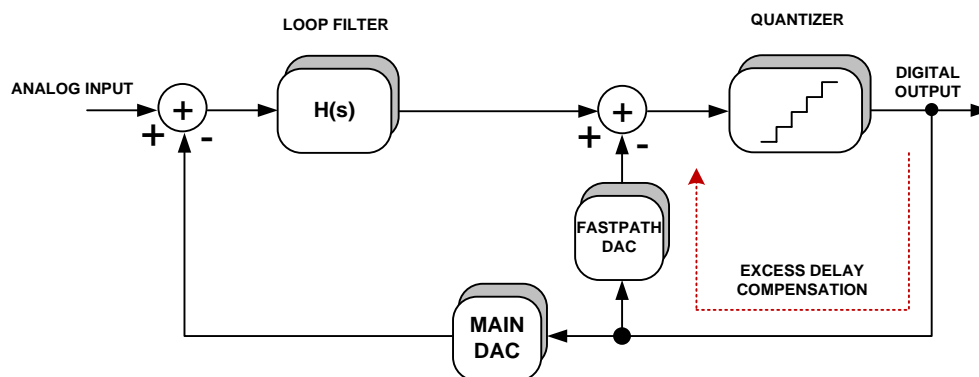 LOOP FILTER
QUANTIZER
ANALOG INPUT
DIGITAL
OUTPUT
+
H(s)
+
+
-
+
-
FASTPATH
DAC
EXCESS DELAY
COMPENSATION
MAIN
DAC